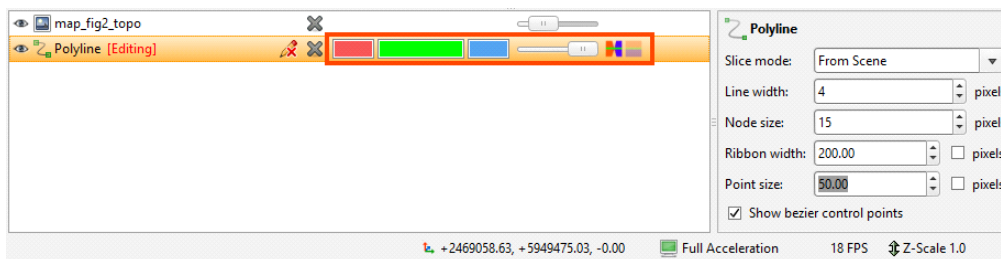 map_fig2_topo
Polyline [Editing]
Polyline
Slice mode: From Scene
Line width: 4 pixel
Node size: 15 pixel
Ribbon width: 200.00 pixels
Point size: 50.00 pixels
Show bezier control points
+2469058.63, +5949475.03, -0.00 Full Acceleration 18 FPS Z-Scale 1.0